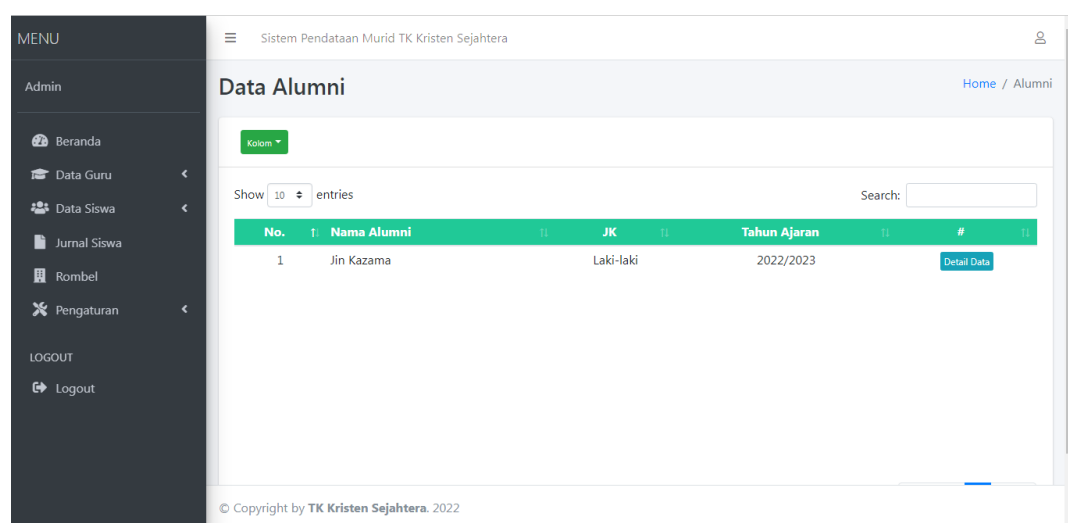 MENU
Admin
Beranda
Data Guru
Data Siswa
Jurnal Siswa
Rombel
Pengaturan
LOGOUT
Logout
Sistem Pendataan Murid TK Kristen Sejahtera
Data Alumni
Home / Alumni
Kolom
Show 10 entries
Search:
No. Nama Alumni JK Tahun Ajaran #
1 Jin Kazama Laki-laki 2022/2023 Detail Data
© Copyright by TK Kristen Sejahtera. 2022